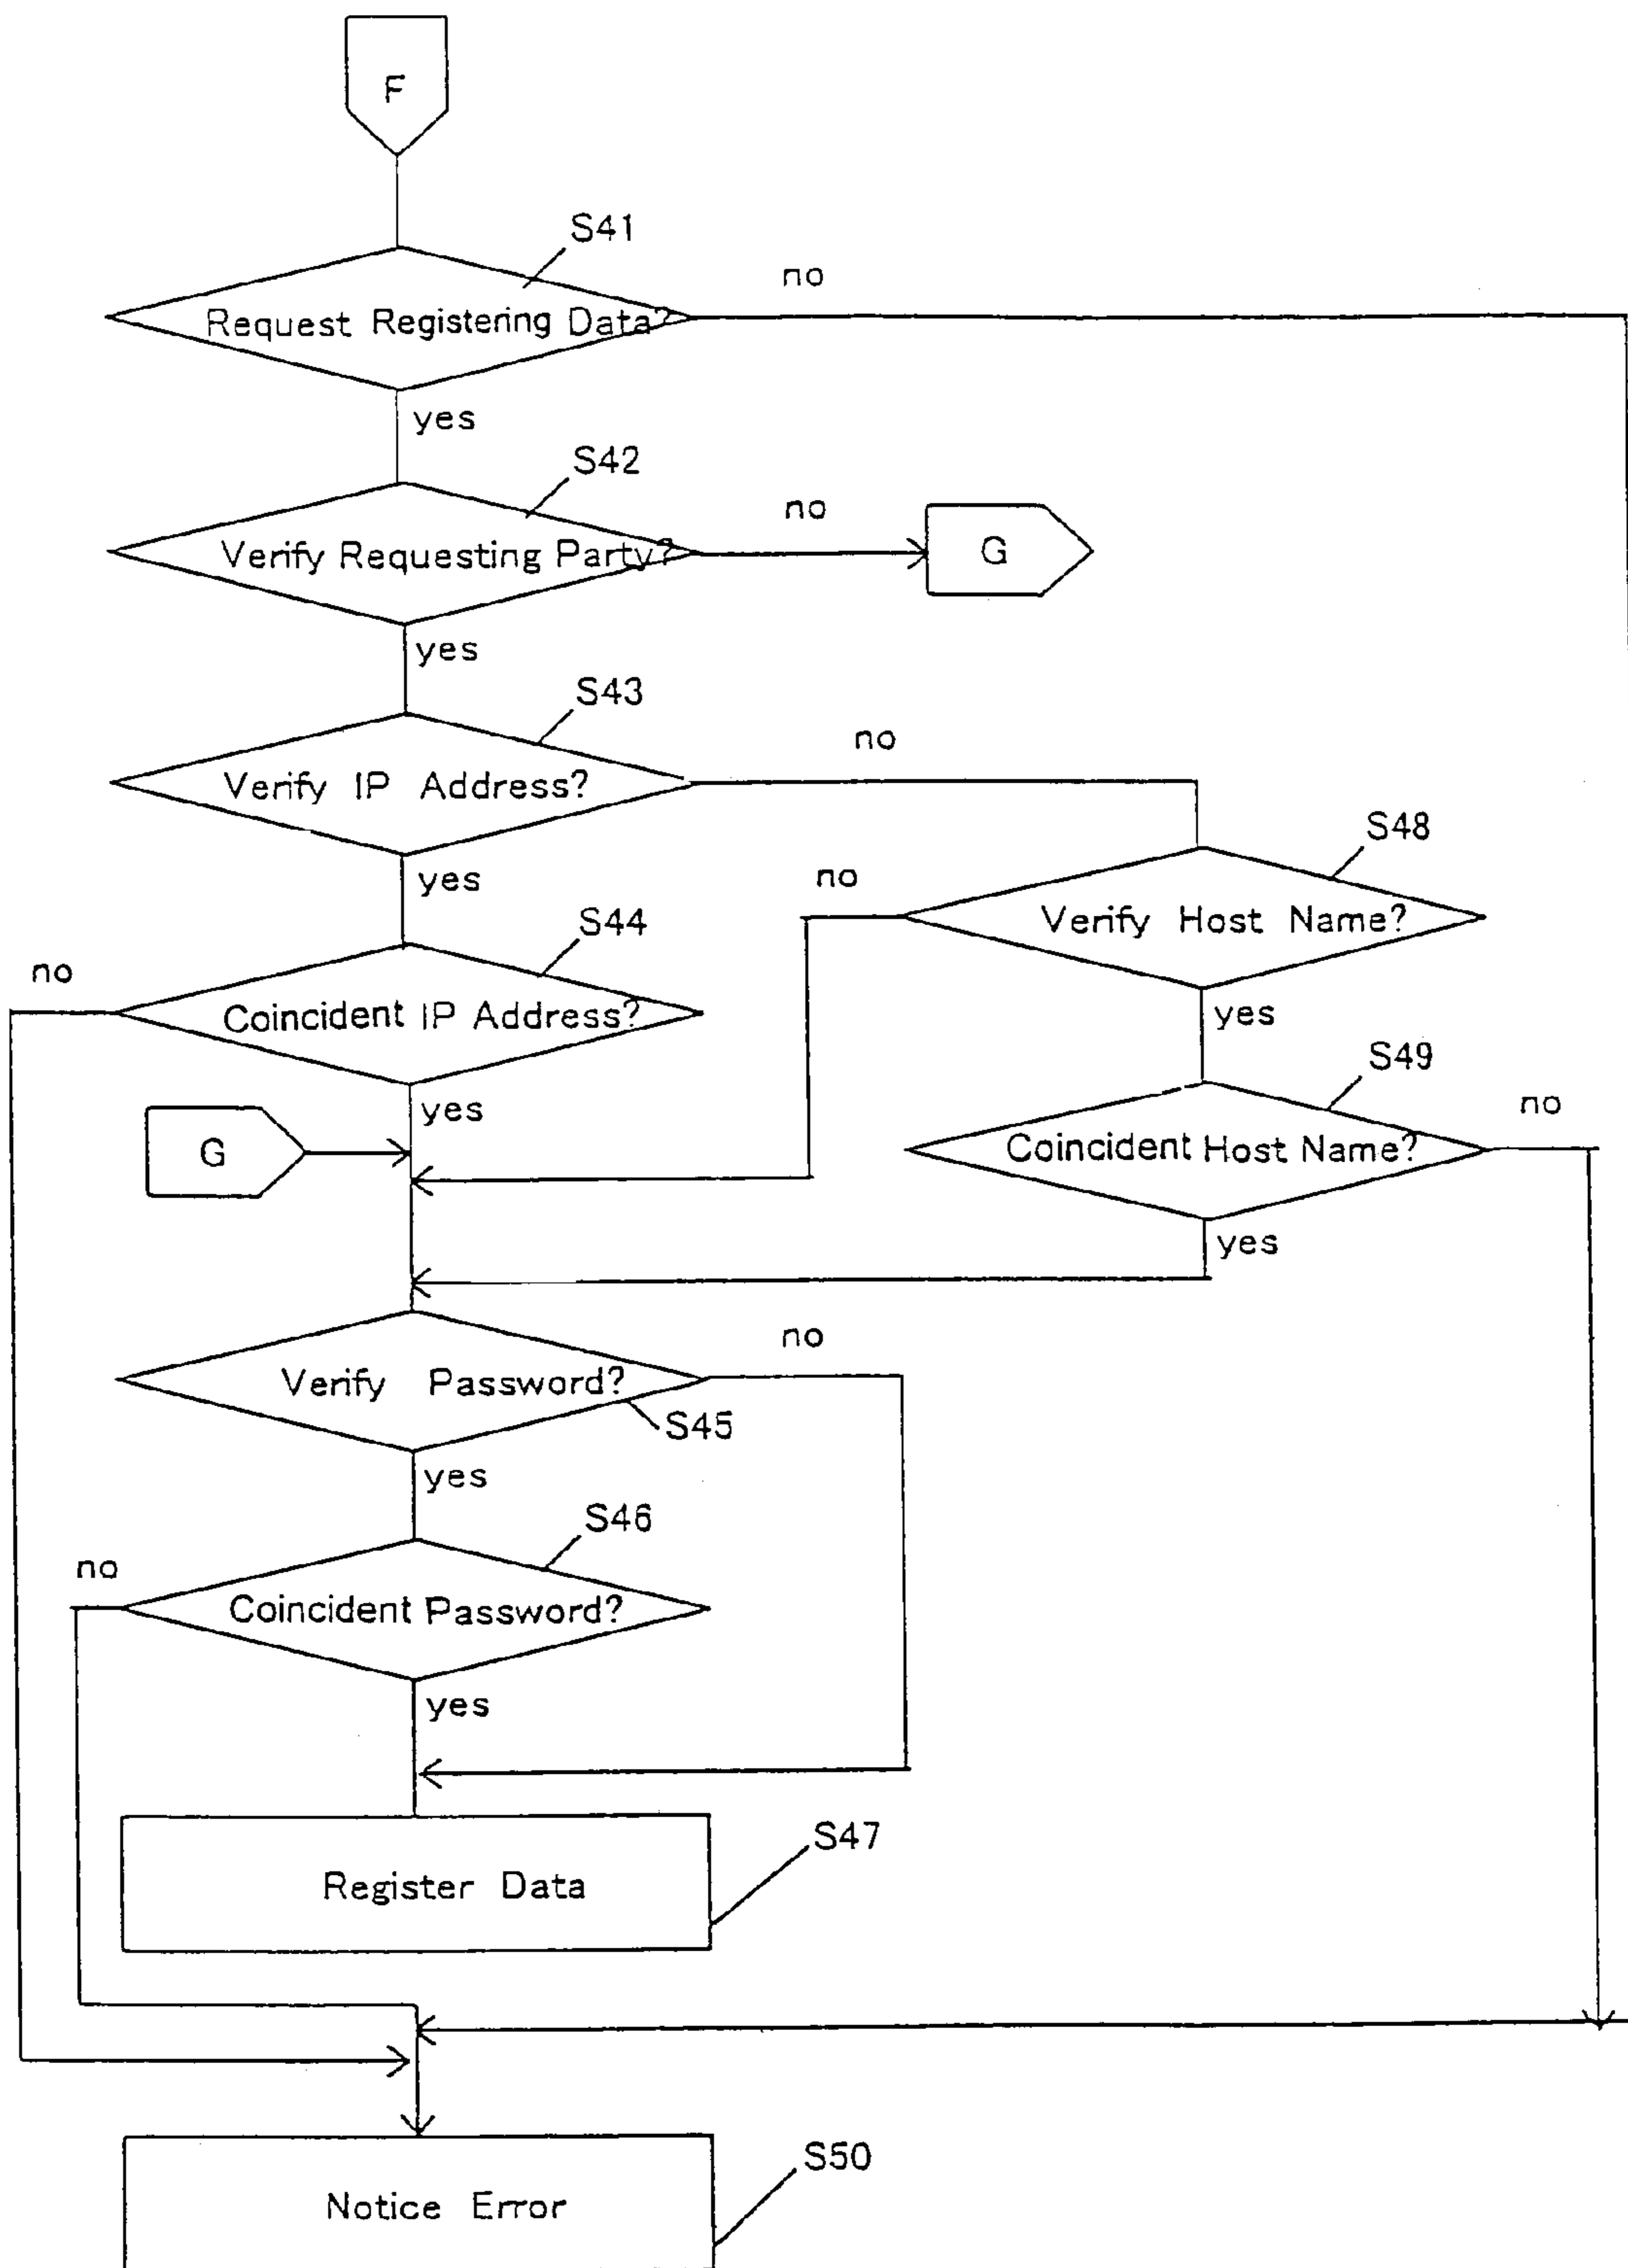 F
S41
no
Request Registering Data?
yes
S42
no
Verify Requesting Party?
G
yes
S43
no
Verify IP Address?
S48
yes
no
Verify Host Name?
S44
no
Coincident IP Address?
yes
S49
no
yes
G
Coincident Host Name?
yes
no
Verify Password?
S45
yes
S46
no
Coincident Password?
yes
S47
Register Data
S50
Notice Error